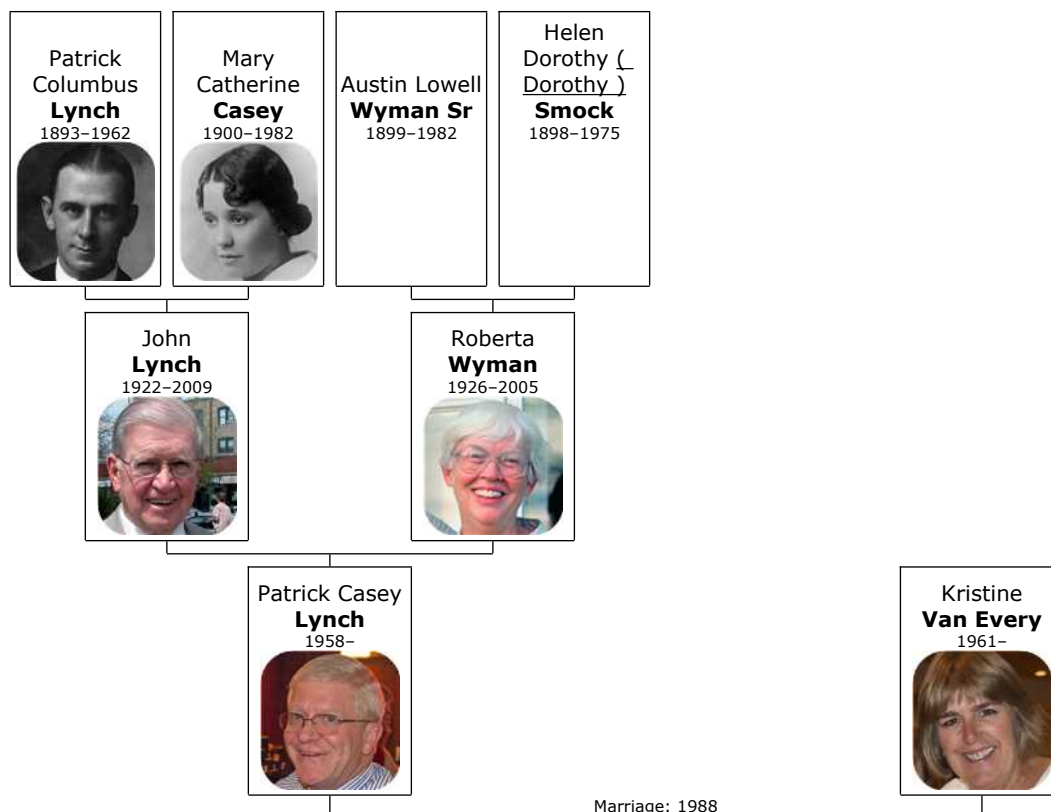 Patrick
Columbus
Lynch
1893–1962
Mary
Catherine
Casey
1900–1982
Austin Lowell
Wyman Sr
1899–1982
Helen
Dorothy (
Dorothy )
Smock
1898–1975
John
Lynch
1922–2009
Roberta
Wyman
1926–2005
Patrick Casey
Lynch
1958–
Kristine
Van Every
1961–
Marriage: 1988